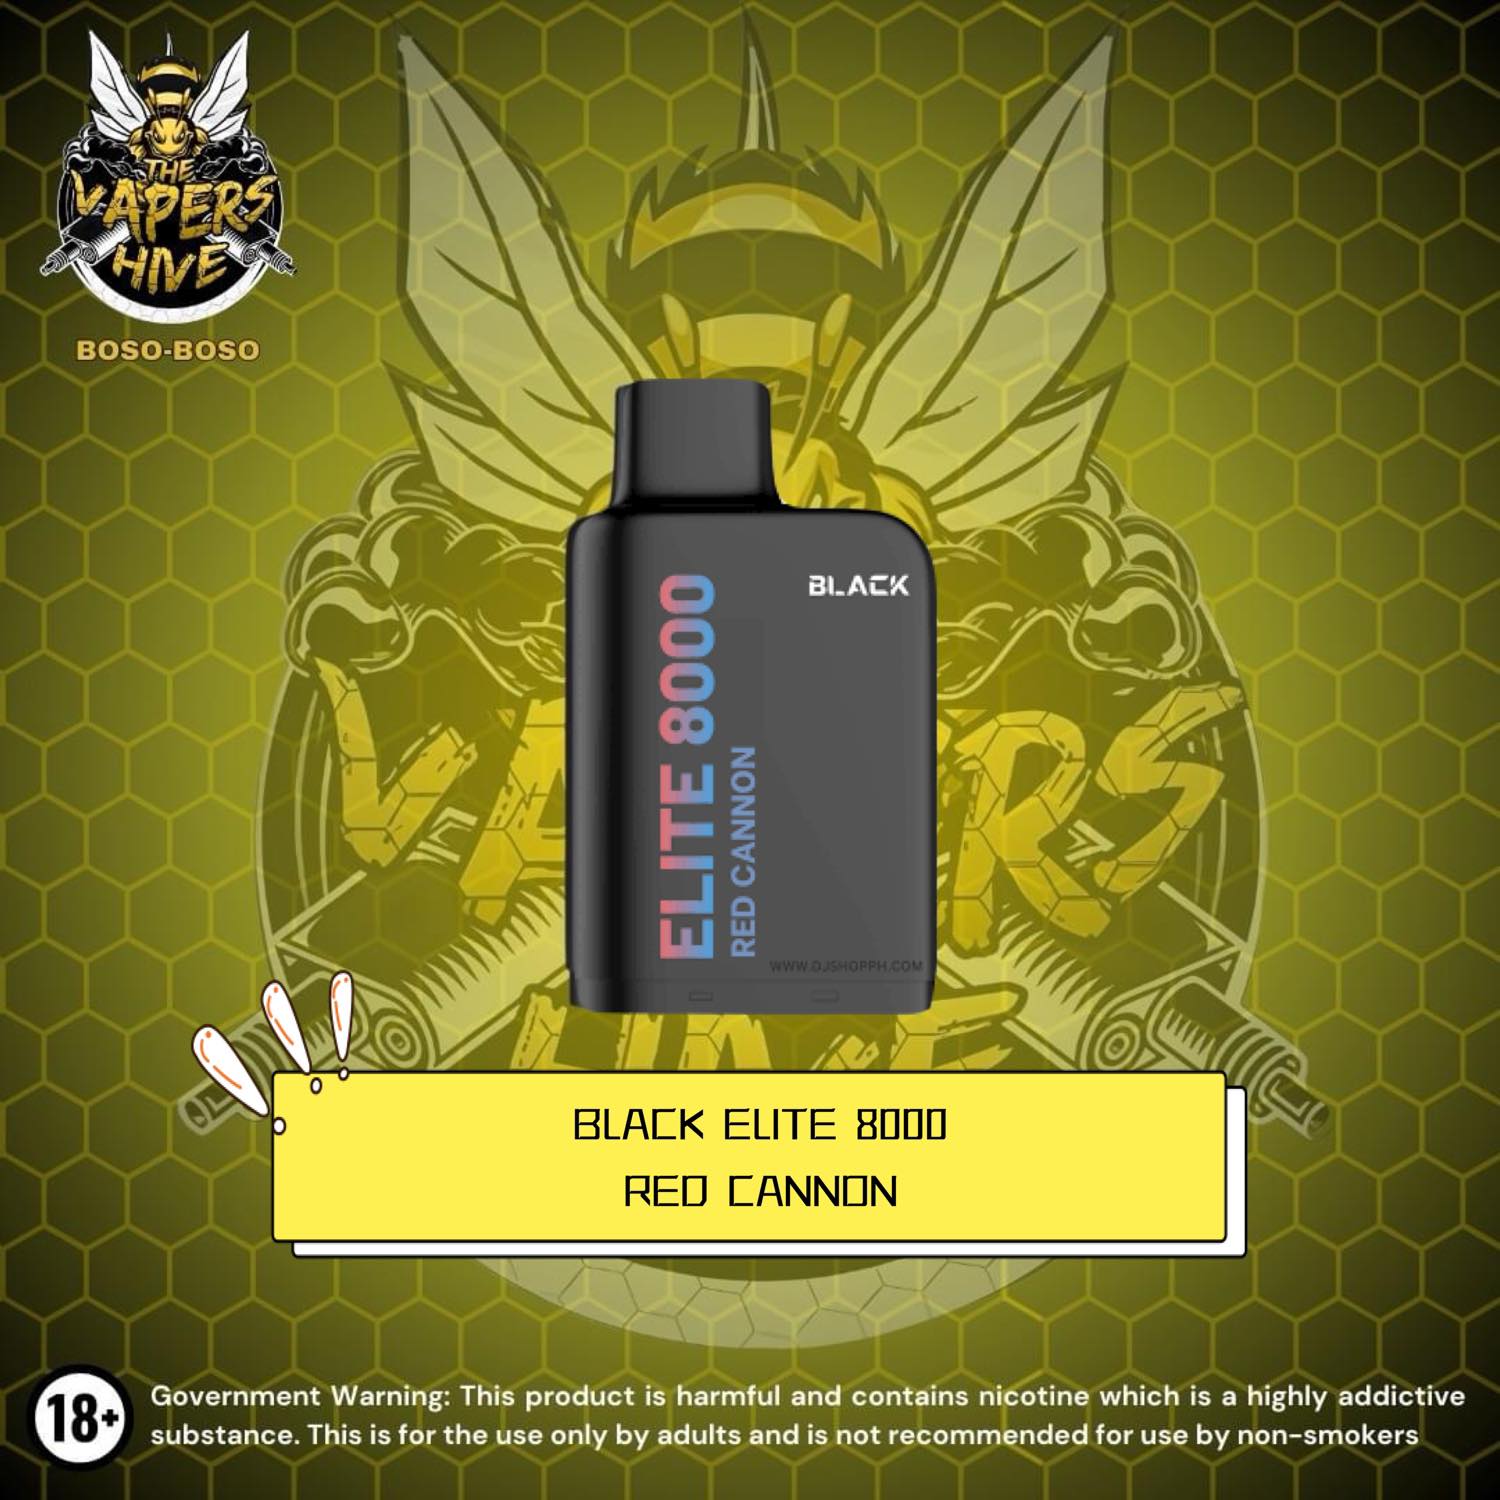 THE
VAPERS
HIVE
BOSO-BOSO
BLACK
ELITE 8000
RED CANNON
WWW.DJSHOPPH.COM
BLACK ELITE 8000
RED CANNON
18+
Government Warning: This product is harmful and contains nicotine which is a highly addictive
substance. This is for the use only by adults and is not recommended for use by non-smokers